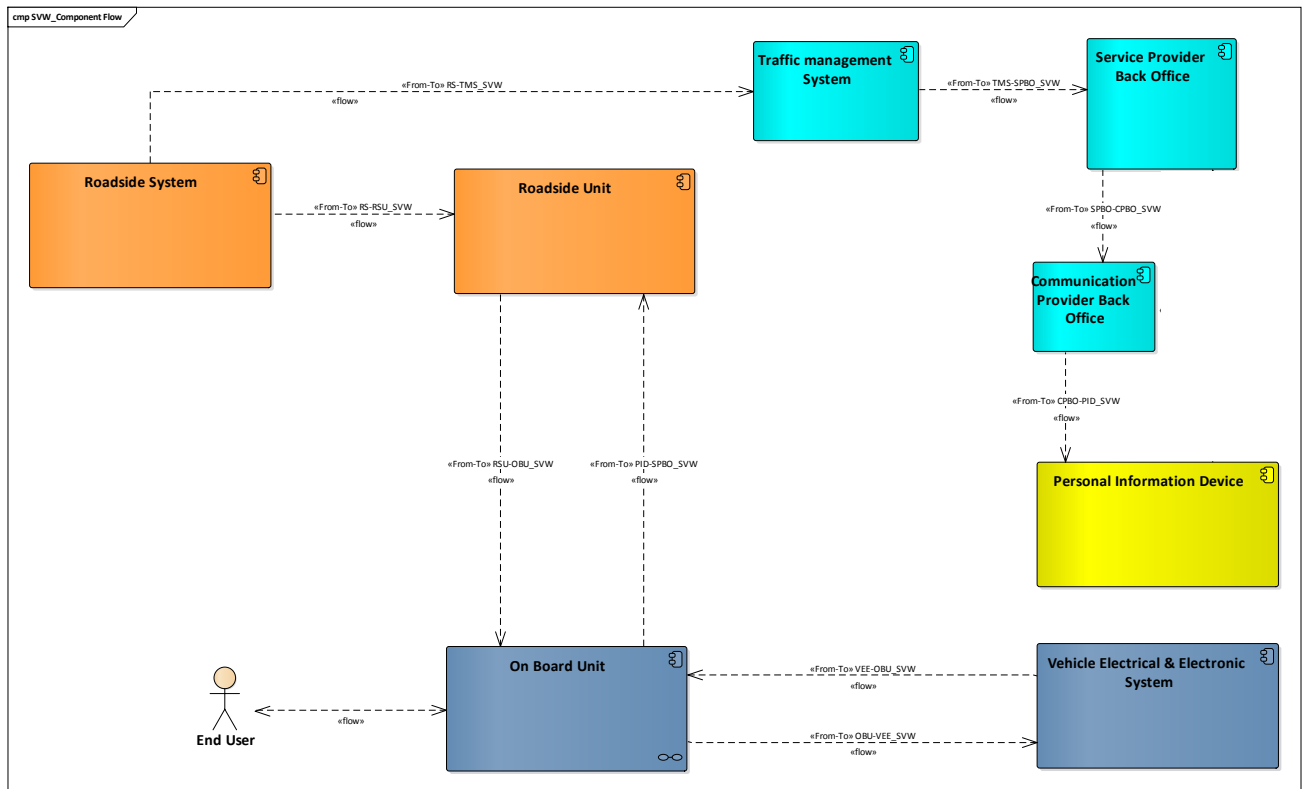 cmp SVW_Component Flow
Traffic management
System
Service Provider
Back Office
«From-To» RS-TMS_SVW
«flow»
«From-To» TMS-SPBO_SVW
«flow»
Roadside System
Roadside Unit
«From-To» RS-RSU_SVW
«flow»
«From-To» SPBO-CPBO_SVW
«flow»
Communication
Provider Back
Office
«From-To» CPBO-PID_SVW
«flow»
«From-To» RSU-OBU_SVW
«flow»
«From-To» PID-SPBO_SVW
«flow»
Personal Information Device
On Board Unit
Vehicle Electrical & Electronic
System
«From-To» VEE-OBU_SVW
«flow»
«flow»
End User
«From-To» OBU-VEE_SVW
«flow»